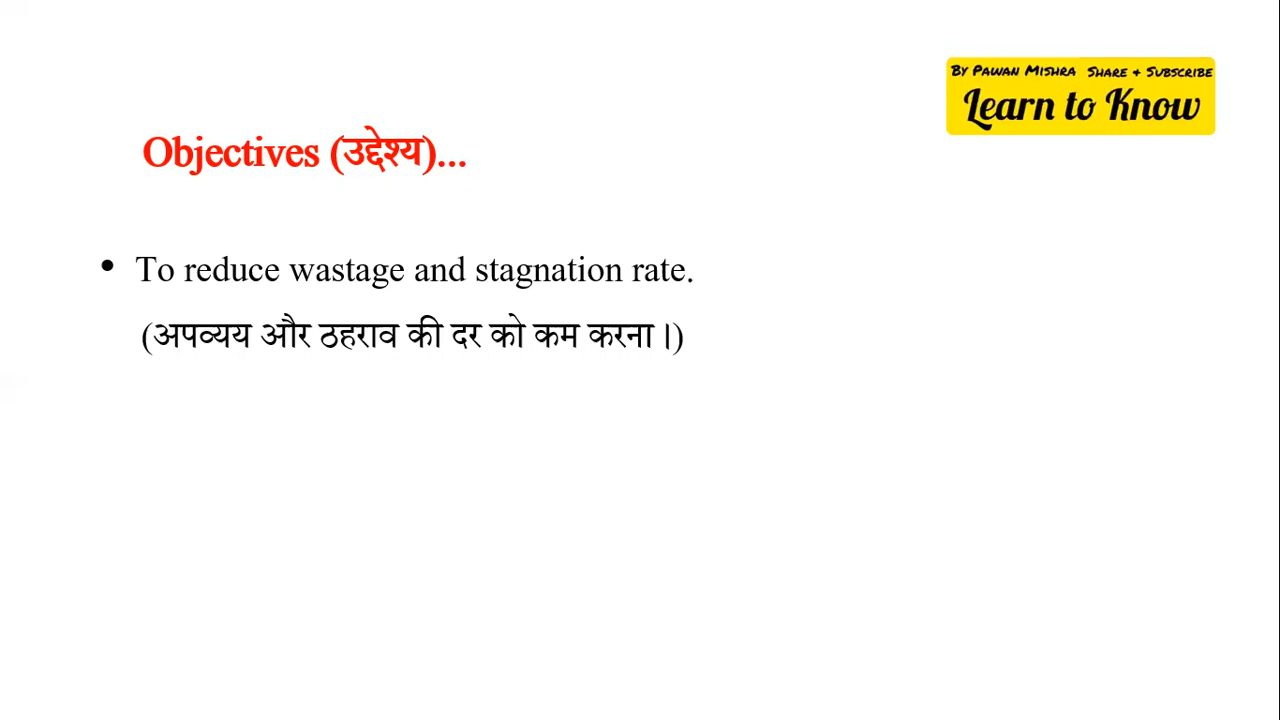 By Pawan Mishra Share & Subscribe
Learn to Know
Objectives (उद्देश्य)...
• To reduce wastage and stagnation rate.
(अपव्यय और ठहराव की दर को कम करना।)